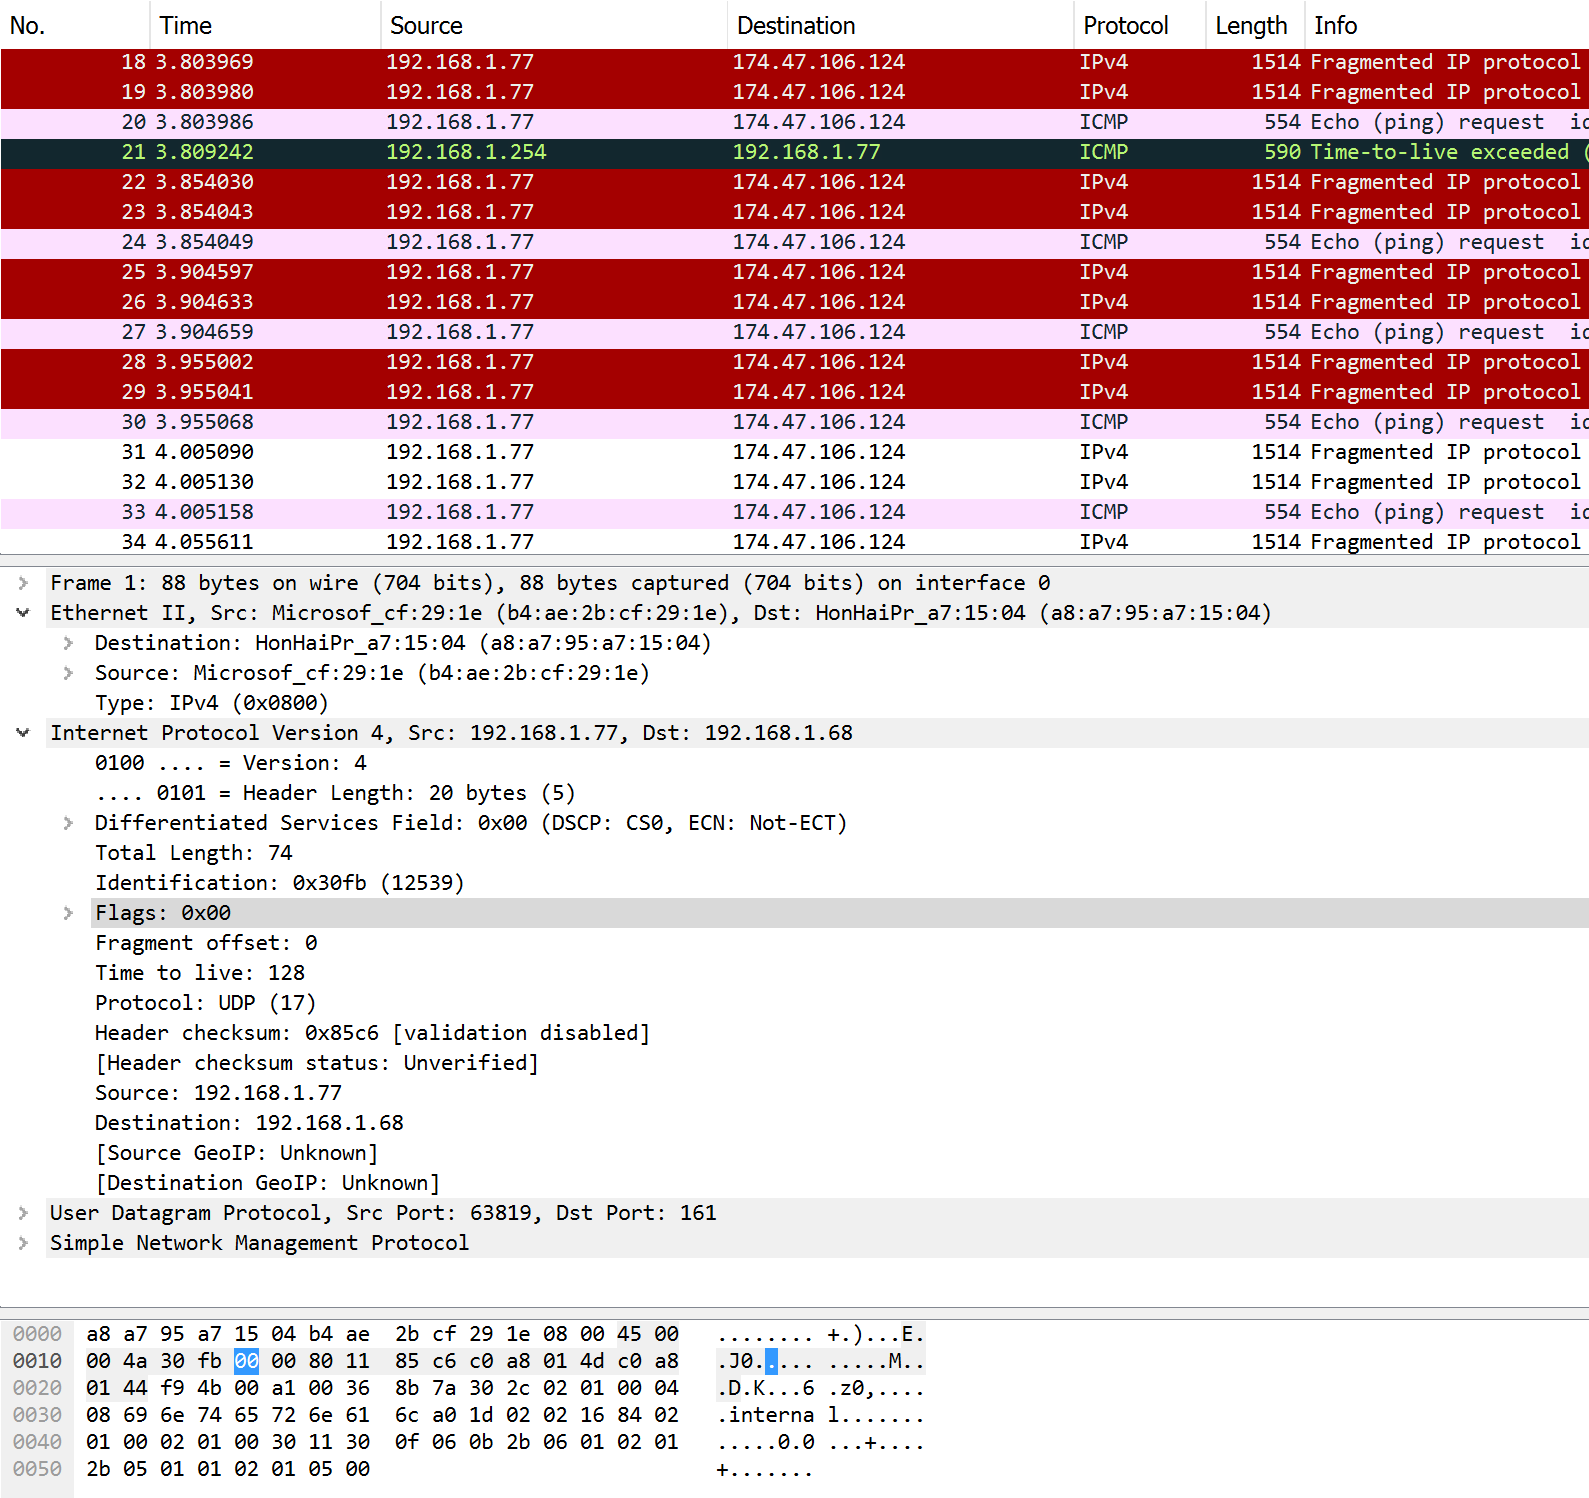 No. Time Source Destination Protocol Length Info
18 3.803969 192.168.1.77 174.47.106.124 IPv4 1514 Fragmented IP protocol
19 3.803980 192.168.1.77 174.47.106.124 IPv4 1514 Fragmented IP protocol
20 3.803986 192.168.1.77 174.47.106.124 ICMP 554 Echo (ping) request id
21 3.809242 192.168.1.254 192.168.1.77 ICMP 590 Time-to-live exceeded (
22 3.854030 192.168.1.77 174.47.106.124 IPv4 1514 Fragmented IP protocol
23 3.854043 192.168.1.77 174.47.106.124 IPv4 1514 Fragmented IP protocol
24 3.854049 192.168.1.77 174.47.106.124 ICMP 554 Echo (ping) request id
25 3.904597 192.168.1.77 174.47.106.124 IPv4 1514 Fragmented IP protocol
26 3.904633 192.168.1.77 174.47.106.124 IPv4 1514 Fragmented IP protocol
27 3.904659 192.168.1.77 174.47.106.124 ICMP 554 Echo (ping) request id
28 3.955002 192.168.1.77 174.47.106.124 IPv4 1514 Fragmented IP protocol
29 3.955041 192.168.1.77 174.47.106.124 IPv4 1514 Fragmented IP protocol
30 3.955068 192.168.1.77 174.47.106.124 ICMP 554 Echo (ping) request id
31 4.005090 192.168.1.77 174.47.106.124 IPv4 1514 Fragmented IP protocol
32 4.005130 192.168.1.77 174.47.106.124 IPv4 1514 Fragmented IP protocol
33 4.005158 192.168.1.77 174.47.106.124 ICMP 554 Echo (ping) request id
34 4.055611 192.168.1.77 174.47.106.124 IPv4 1514 Fragmented IP protocol
Frame 1: 88 bytes on wire (704 bits), 88 bytes captured (704 bits) on interface 0
Ethernet II, Src: Microsof_cf:29:1e (b4:ae:2b:cf:29:1e), Dst: HonHaiPr_a7:15:04 (a8:a7:95:a7:15:04)
Destination: HonHaiPr_a7:15:04 (a8:a7:95:a7:15:04)
Source: Microsof_cf:29:1e (b4:ae:2b:cf:29:1e)
Type: IPv4 (0x0800)
Internet Protocol Version 4, Src: 192.168.1.77, Dst: 192.168.1.68
0100 .... = Version: 4
.... 0101 = Header Length: 20 bytes (5)
Differentiated Services Field: 0x00 (DSCP: CS0, ECN: Not-ECT)
Total Length: 74
Identification: 0x30fb (12539)
Flags: 0x00
Fragment offset: 0
Time to live: 128
Protocol: UDP (17)
Header checksum: 0x85c6 [validation disabled]
[Header checksum status: Unverified]
Source: 192.168.1.77
Destination: 192.168.1.68
[Source GeoIP: Unknown]
[Destination GeoIP: Unknown]
User Datagram Protocol, Src Port: 63819, Dst Port: 161
Simple Network Management Protocol
0000 a8 a7 95 a7 15 04 b4 ae 2b cf 29 1e 08 00 45 00 ........ +.)...E.
0010 00 4a 30 fb 00 00 80 11 85 c6 c0 a8 01 4d c0 a8 .J0..... .....M..
0020 01 44 f9 4b 00 a1 00 36 8b 7a 30 2c 02 01 00 04 .D.K...6 .z0,....
0030 08 69 6e 74 65 72 6e 61 6c a0 1d 02 02 16 84 02 .interna l.......
0040 01 00 02 01 00 30 11 30 0f 06 0b 2b 06 01 02 01 .....0.0 ...+....
0050 2b 05 01 01 02 01 05 00 +.......